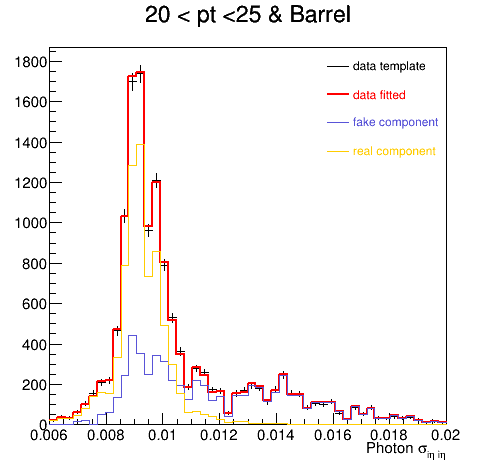 20 < pt <25 & Barrel
data template
data fitted
fake component
real component
1800
1600
1400
1200
1000
800
600
400
200
0
0.006 0.008 0.01 0.012 0.014 0.016 0.018 0.02
Photon σiη iη